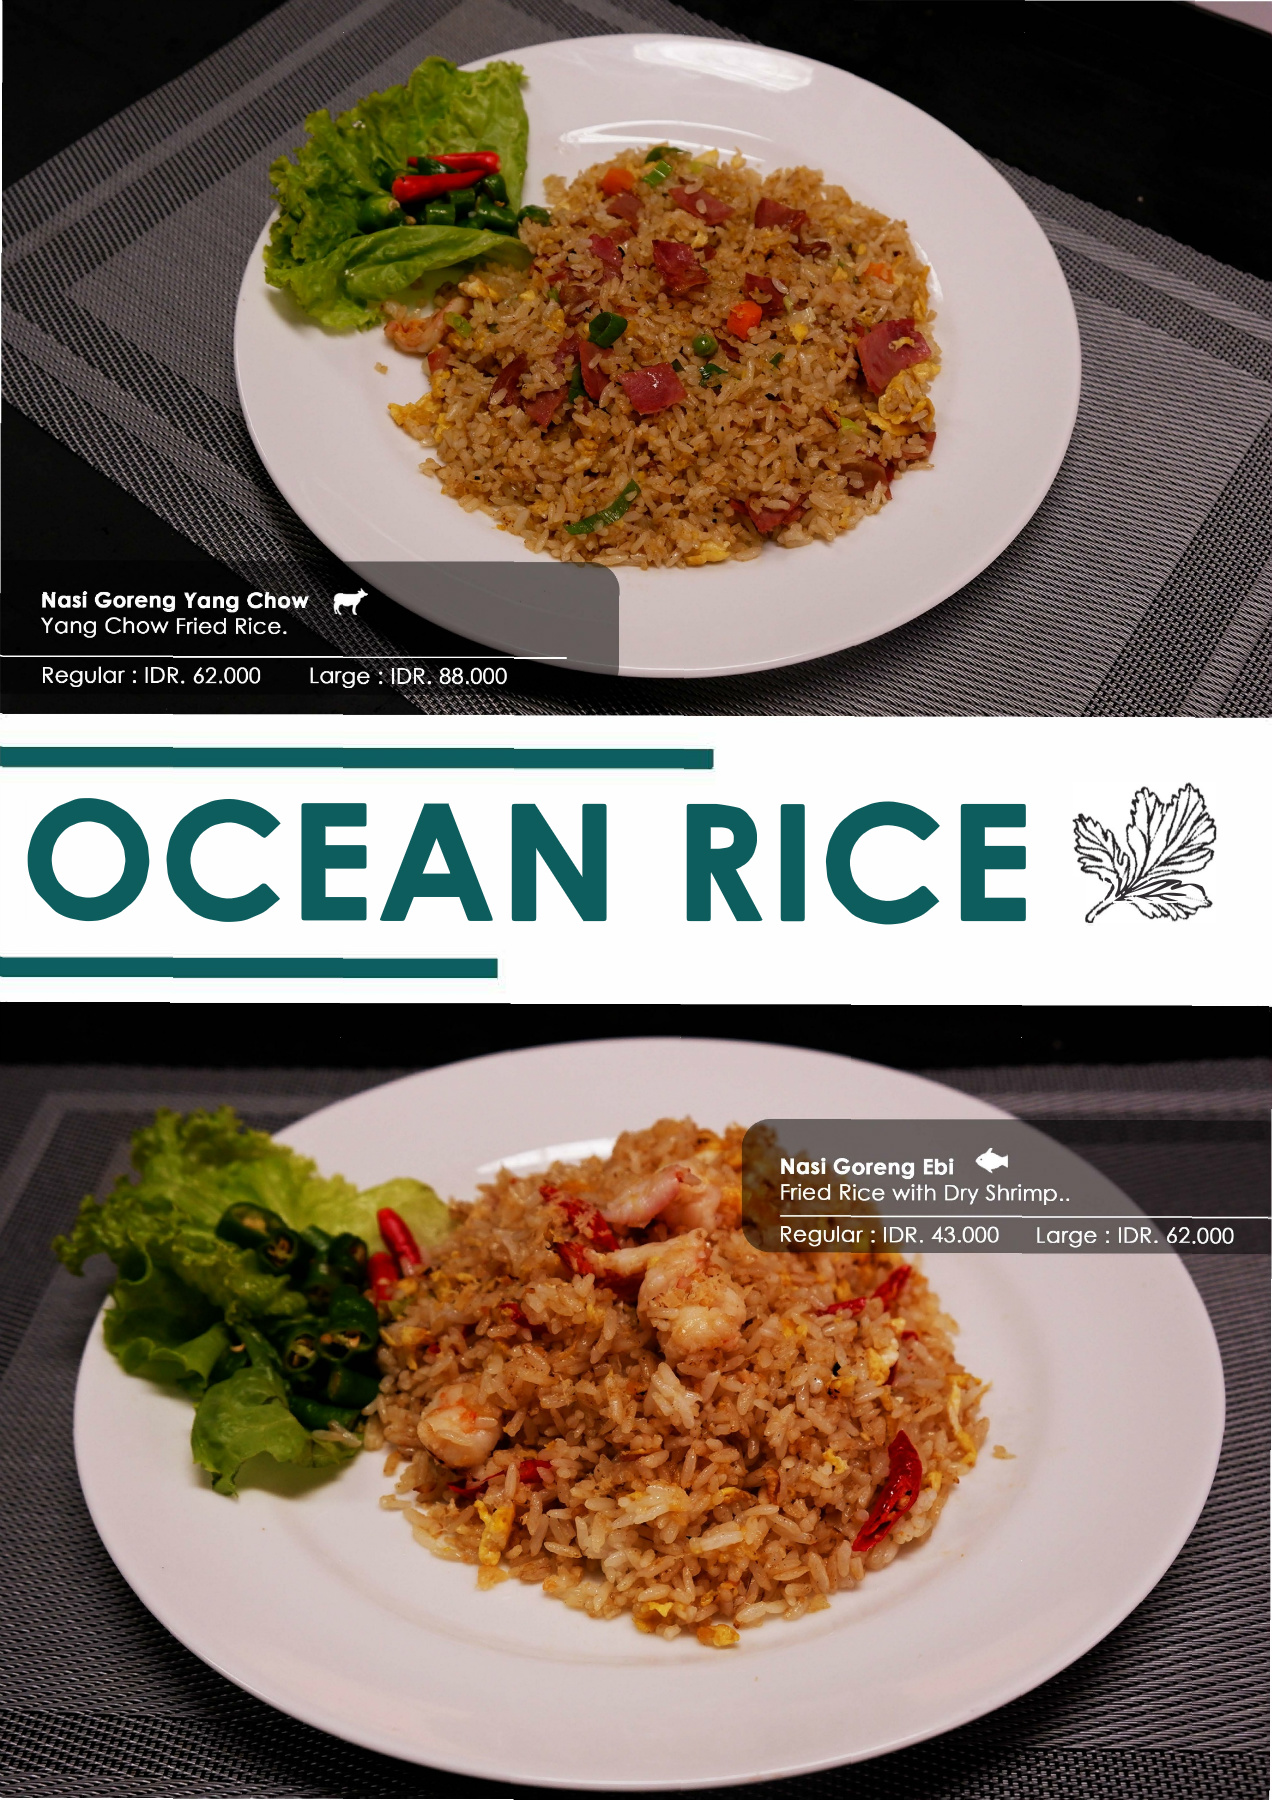 Nasi Goreng Yang Chow
Yang Chow Fried Rice.
Regular : IDR. 62.000 Large : IDR. 88.000
OCEAN RICE
Nasi Goreng Ebi
Fried Rice with Dry Shrimp..
Regular : IDR. 43.000 Large : IDR. 62.000